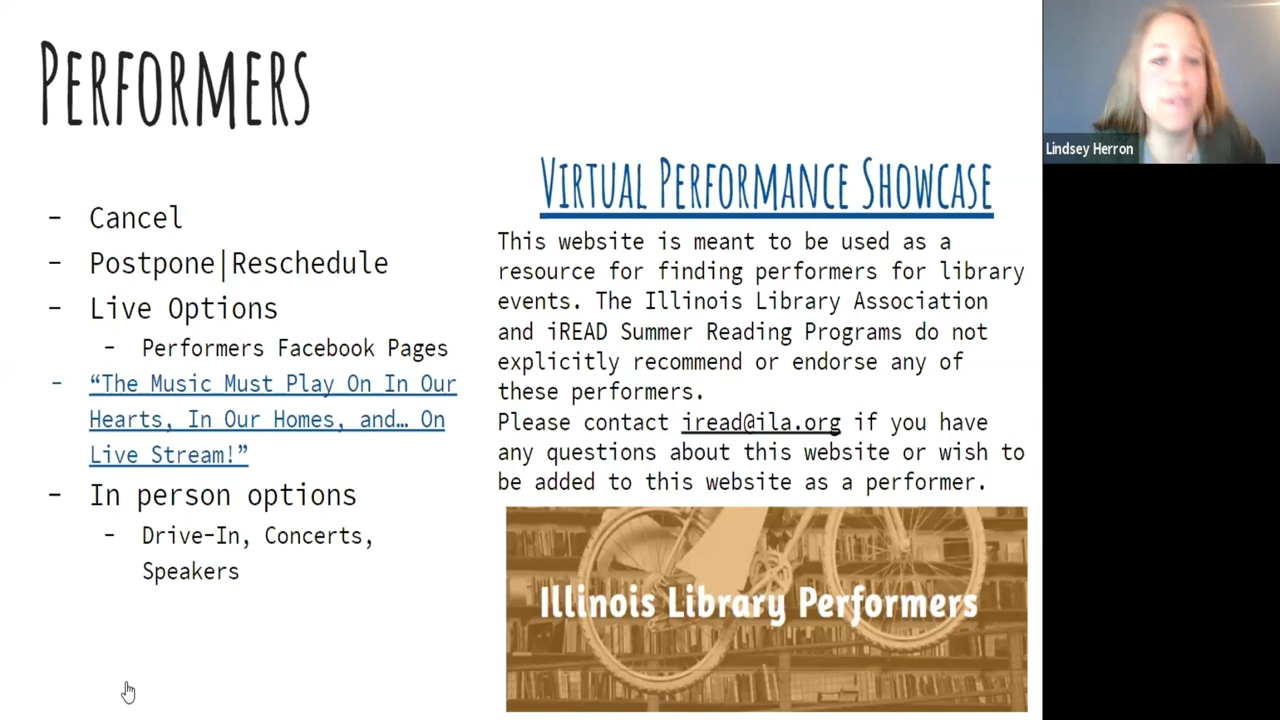 PERFORMERS
- Cancel
- Postpone|Reschedule
- Live Options
- Performers Facebook Pages
- “The Music Must Play On In Our
Hearts, In Our Homes, and… On
Live Stream!”
- In person options
- Drive-In, Concerts,
Speakers
VIRTUAL PERFORMANCE SHOWCASE
This website is meant to be used as a
resource for finding performers for library
events. The Illinois Library Association
and iREAD Summer Reading Programs do not
explicitly recommend or endorse any of
these performers.
Please contact iread@ila.org if you have
any questions about this website or wish to
be added to this website as a performer.
Illinois Library Performers
Lindsey Herron